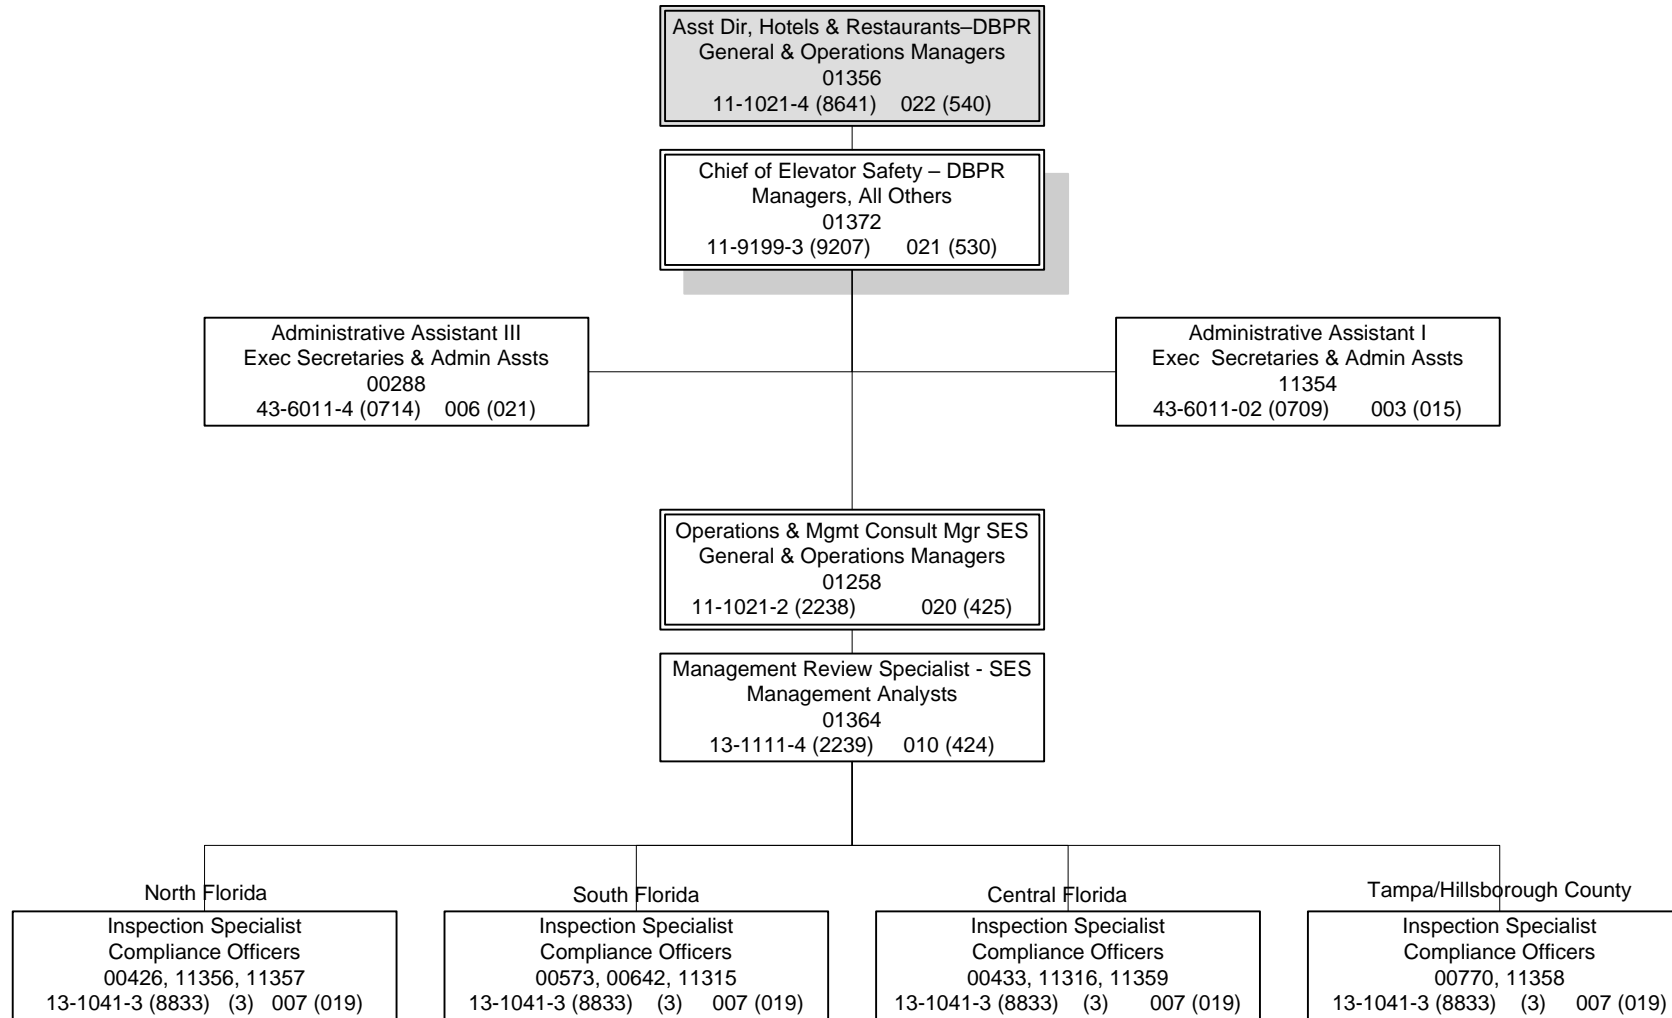 Asst Dir, Hotels & Restaurants–DBPR
General & Operations Managers
01356
11-1021-4 (8641) 022 (540)
Chief of Elevator Safety – DBPR
Managers, All Others
01372
11-9199-3 (9207) 021 (530)
Administrative Assistant III
Exec Secretaries & Admin Assts
00288
43-6011-4 (0714) 006 (021)
Administrative Assistant I
Exec Secretaries & Admin Assts
11354
43-6011-02 (0709) 003 (015)
Operations & Mgmt Consult Mgr SES
General & Operations Managers
01258
11-1021-2 (2238) 020 (425)
Management Review Specialist - SES
Management Analysts
01364
13-1111-4 (2239) 010 (424)
North Florida
Inspection Specialist
Compliance Officers
00426, 11356, 11357
13-1041-3 (8833) (3) 007 (019)
South Florida
Inspection Specialist
Compliance Officers
00573, 00642, 11315
13-1041-3 (8833) (3) 007 (019)
Central Florida
Inspection Specialist
Compliance Officers
00433, 11316, 11359
13-1041-3 (8833) (3) 007 (019)
Tampa/Hillsborough County
Inspection Specialist
Compliance Officers
00770, 11358
13-1041-3 (8833) (3) 007 (019)